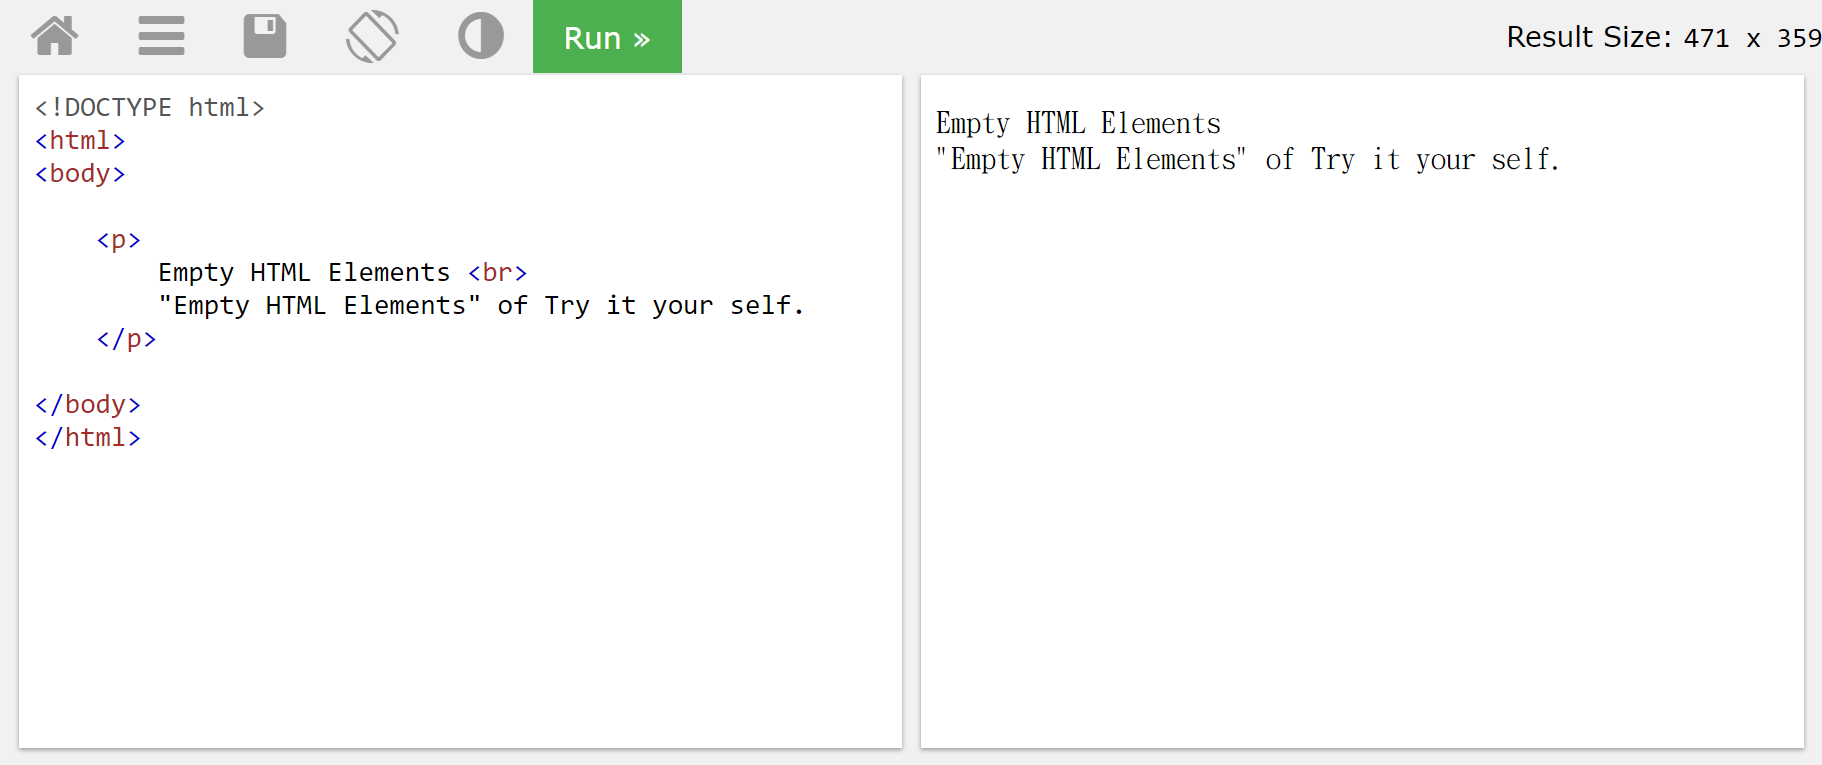 Run »
Result Size: 471 x 359
<!DOCTYPE html>
<html>
<body>
<p>
Empty HTML Elements <br>
"Empty HTML Elements" of Try it your self.
</p>
</body>
</html>
Empty HTML Elements
"Empty HTML Elements" of Try it your self.